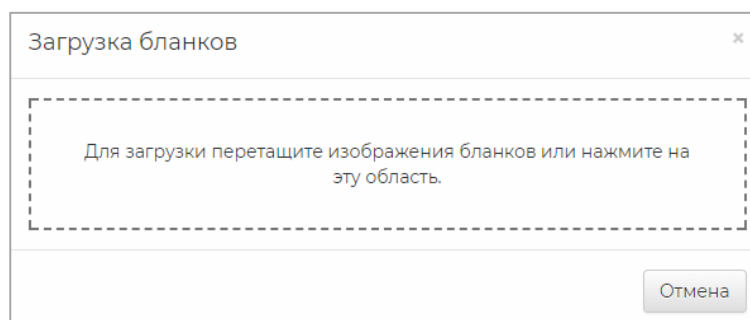 Загрузка бланков
×
Для загрузки перетащите изображения бланков или нажмите на
эту область.
Отмена